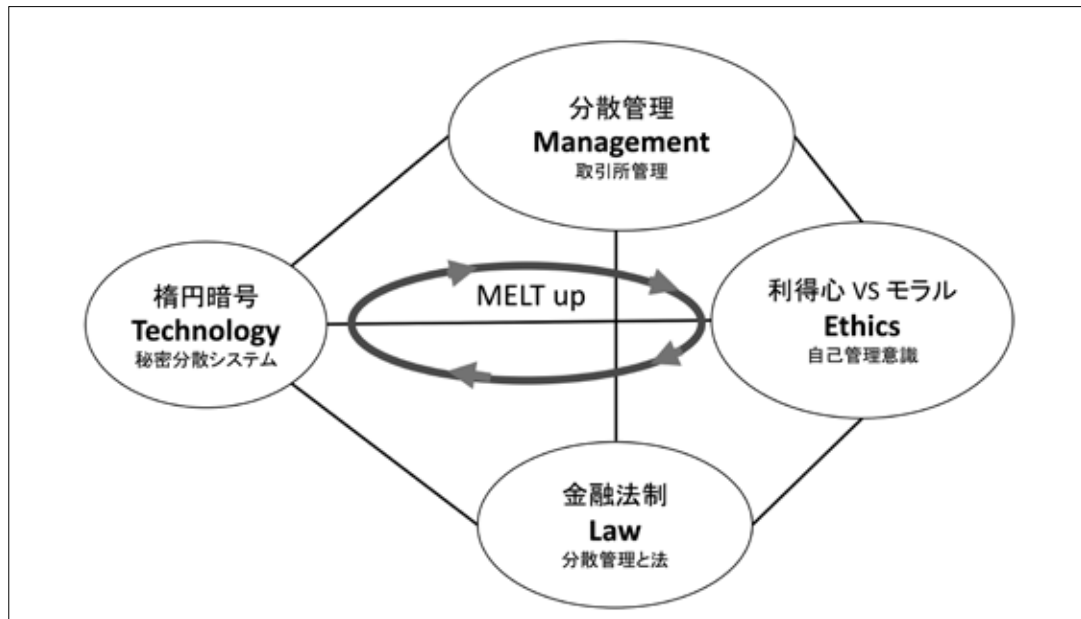 分散管理
Management
取引所管理
楕円暗号
Technology
秘密分散システム
MELT up
利得心 VS モラル
Ethics
自己管理意識
金融法制
Law
分散管理と法